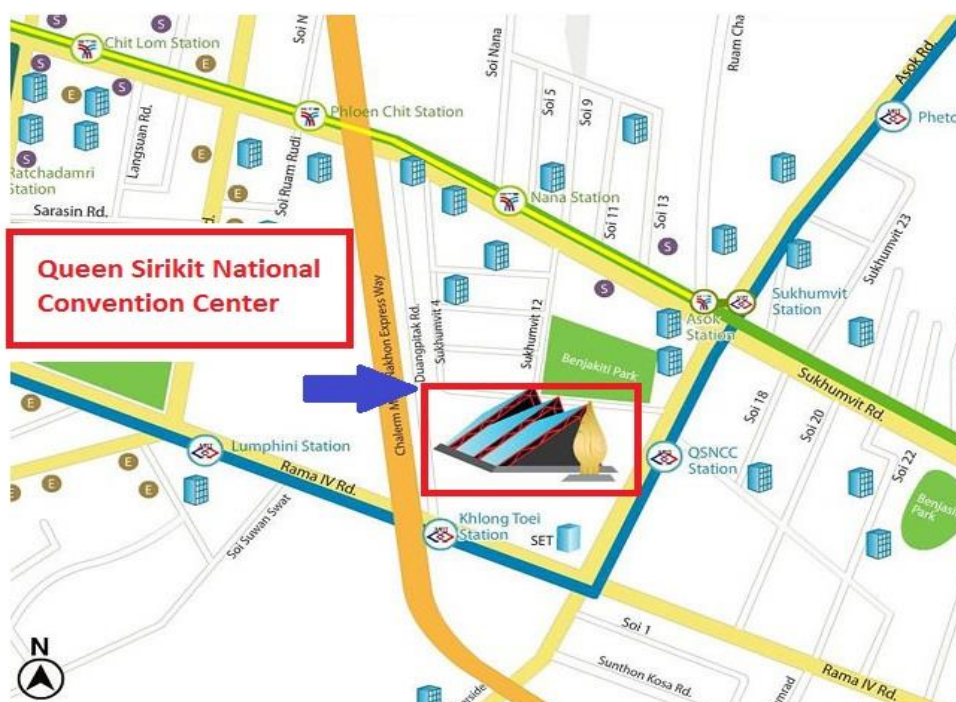 S
S
Chit Lom Station
Soi N
Soi Nana
Ruam Cha
Asok Rd.
S
E
E
Langsuan Rd.
Phloen Chit Station
Soi 5
Soi 9
S
S
Ratchadamri
Station
E
E
Soi Ruam Rudi
Sarasin Rd.
Nana Station
Soi 11
Soi 13
S
Sukhumvit 23
Queen Sirikit National
Convention Center
S
Sukhumvit
Station
Asok
Station
Chalerm M
Nakhon Express Way
Duangpitak Rd.
Sukhumvit 4
Sukhumvit 12
Benjakiti Park
Sukhumvit Rd.
Soi 18
Soi 20
Soi 22
E
Lumphini Station
E
E
Rama IV Rd.
Soi Suwan Swat
QSNCC
Station
Khlong Toei
Station
SET
Park
Soi 1
Sunthon Kosa Rd.
Rama IV Rd.
N